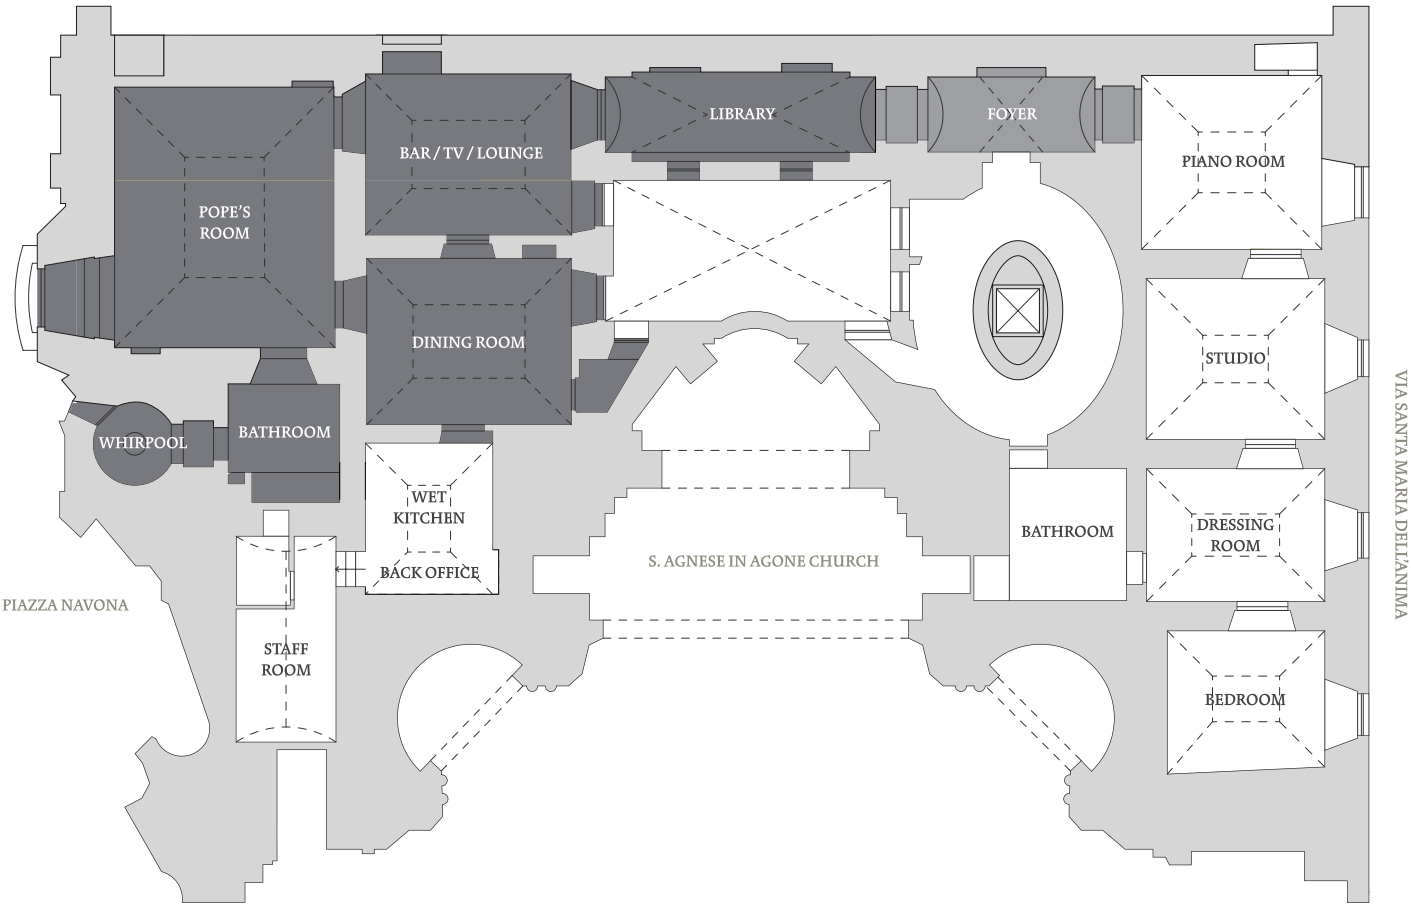 LIBRARY
FOYER
BAR / TV / LOUNGE
PIANO ROOM
POPE'S
ROOM
DINING ROOM
STUDIO
WHIRPOOL
BATHROOM
WET
KITCHEN
BACK OFFICE
BATHROOM
DRESSING
ROOM
S. AGNESE IN AGONE CHURCH
PIAZZA NAVONA
STAFF
ROOM
BEDROOM
VIA SANTA MARIA DELL'ANIMA